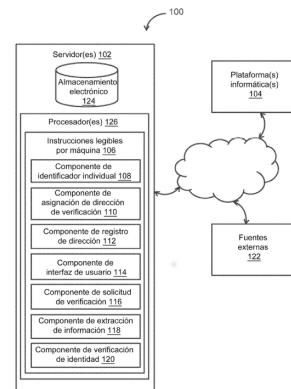 100
Servidor(es) 102
Almacenamiento
electrónico
124
Procesador(es) 126
Instrucciones legibles
por máquina 106
Componente de
identificador individual 108
Componente de
asignación de dirección
de verificación 110
Componente de registro
de dirección 112
Componente de
interfaz de usuario 114
Componente de solicitud
de verificación 116
Componente de extracción
de información 118
Componente de verificación
de identidad 120
Plataforma(s)
informática(s)
104
Fuentes
externas
122